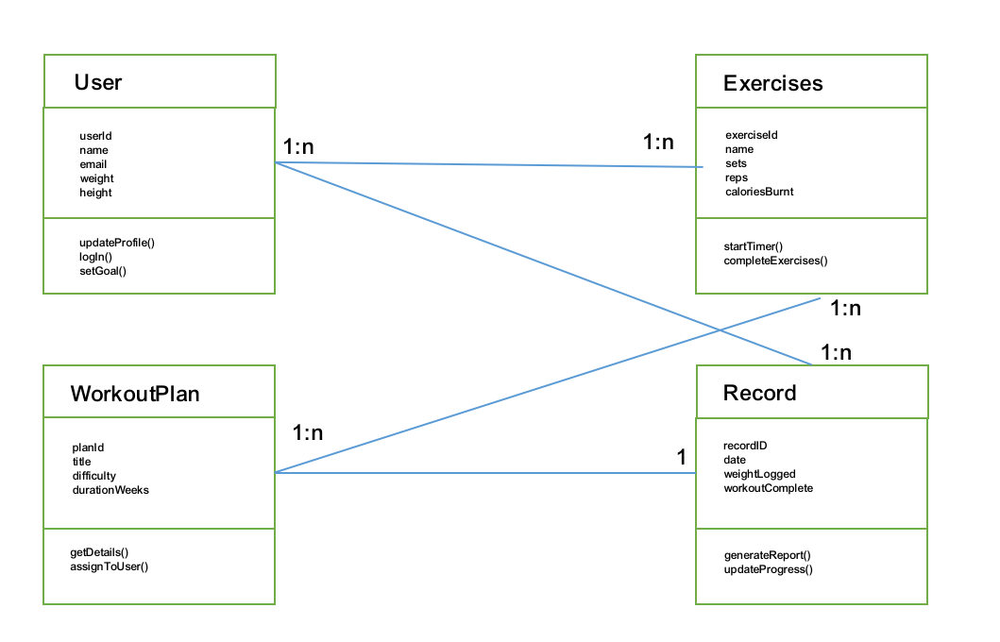 User
userId
name
email
weight
height
updateProfile()
logIn()
setGoal()
1:n
1:n
Exercises
exerciseId
name
sets
reps
caloriesBurnt
startTimer()
completeExercises()
1:n
1:n
WorkoutPlan
planId
title
difficulty
durationWeeks
getDetails()
assignToUser()
1:n
1
Record
recordID
date
weightLogged
workoutComplete
generateReport()
updateProgress()